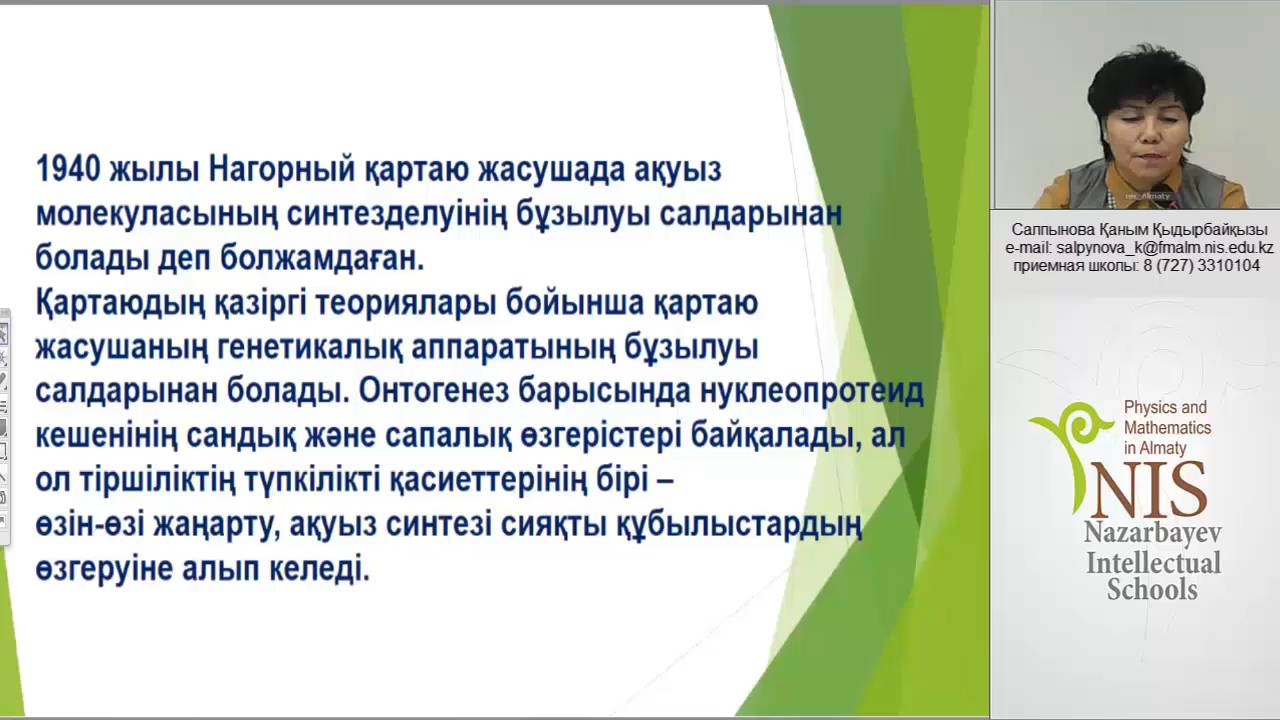 1940 жылы Нагорный қартаю жасушада ақуыз
молекуласының синтезделуінің бұзылуы салдарынан
болады деп болжамдаған.
Қартаюдың қазіргі теориялары бойынша қартаю
жасушаның генетикалық аппаратының бұзылуы
салдарынан болады. Онтогенез барысында нуклеопротеид
кешенінің сандық және сапалық өзгерістері байқалады, ал
ол тіршіліктің түпкілікті қасиеттерінің бірі –
өзін-өзі жаңарту, ақуыз синтезі сияқты құбылыстардың
өзгеруіне алып келеді.
Салпынова Қаным Қыдырбайқызы
e-mail: salpynova_k@fmalm.nis.edu.kz
приемная школы: 8 (727) 3310104
Physics and
Mathematics
in Almaty
NIS
Nazarbayev
Intellectual
Schools